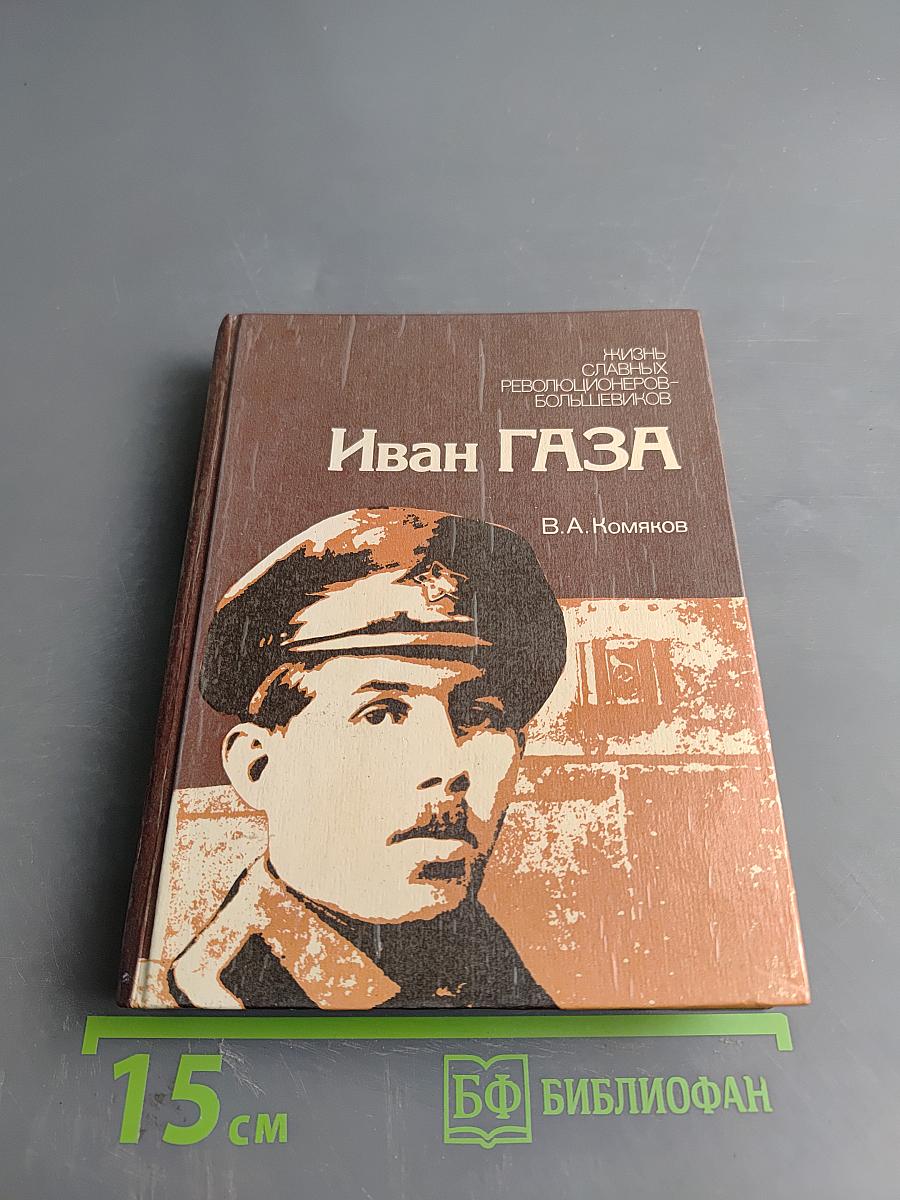 ЖИЗНЬ
СЛАВНЫХ
РЕВОЛЮЦИОНЕРОВ-
БОЛЬШЕВИКОВ
Иван ГАЗА
В.А. Комяков
15 см
БФ БИБЛИОФАН